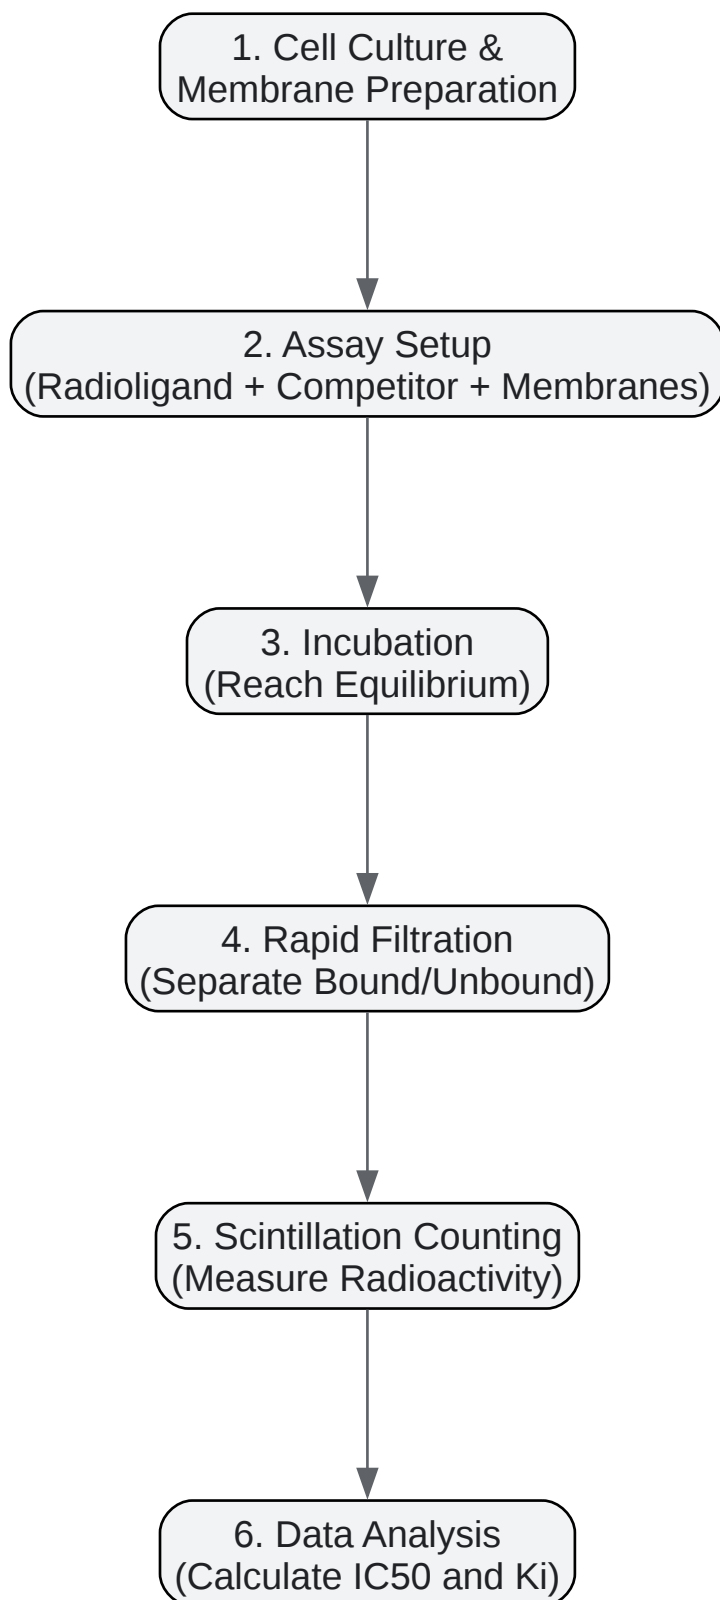 1. Cell Culture &
Membrane Preparation
2. Assay Setup
(Radioligand + Competitor + Membranes)
3. Incubation
(Reach Equilibrium)
4. Rapid Filtration
(Separate Bound/Unbound)
5. Scintillation Counting
(Measure Radioactivity)
6. Data Analysis
(Calculate IC50 and Ki)